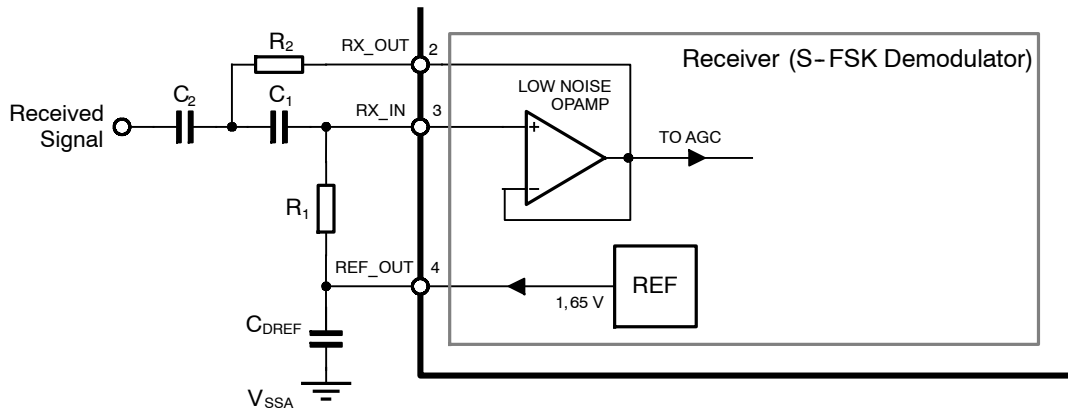 R2
RX_OUT
2
Receiver (S-FSK Demodulator)
C2
C1
RX_IN
3
LOW NOISE
OPAMP
Received
Signal
+
−
TO AGC
R1
REF_OUT
4
1,65 V
REF
CDREF
VSSA